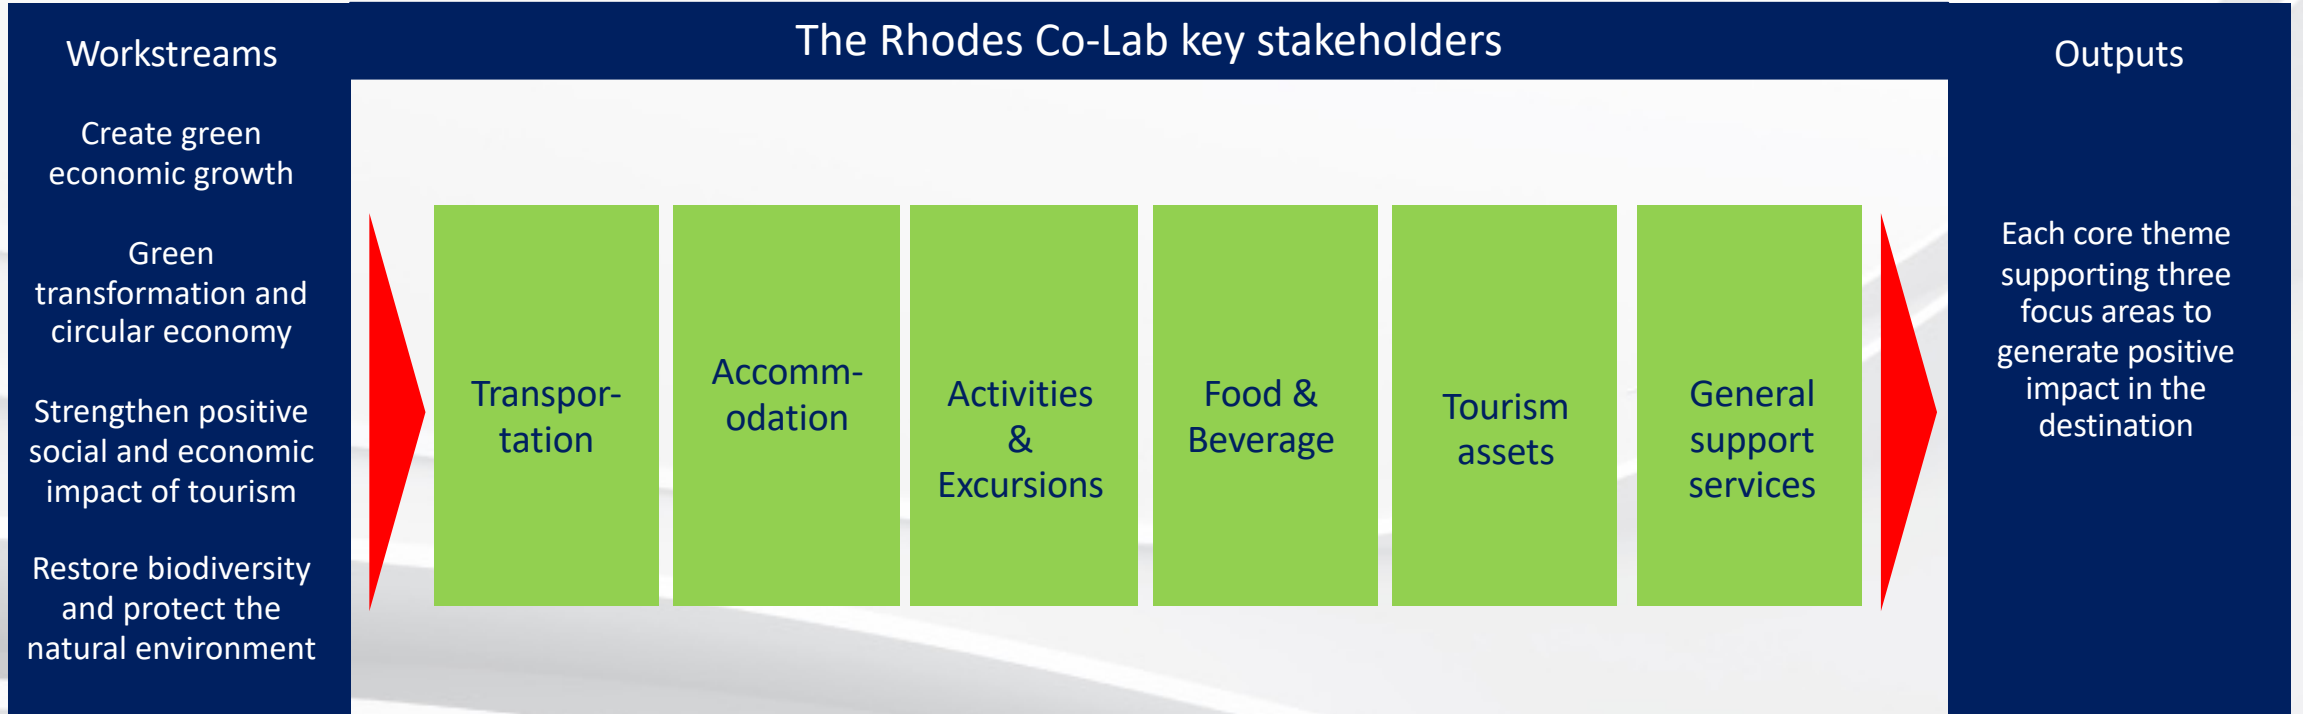 Workstreams
Create green
economic growth
Green
transformation and
circular economy
Strengthen positive
social and economic
impact of tourism
Restore biodiversity
and protect the
natural environment
The Rhodes Co-Lab key stakeholders
Transpor-
tation
Accomm-
odation
Activities
&
Excursions
Food &
Beverage
Tourism
assets
General
support
services
Outputs
Each core theme
supporting three
focus areas to
generate positive
impact in the
destination